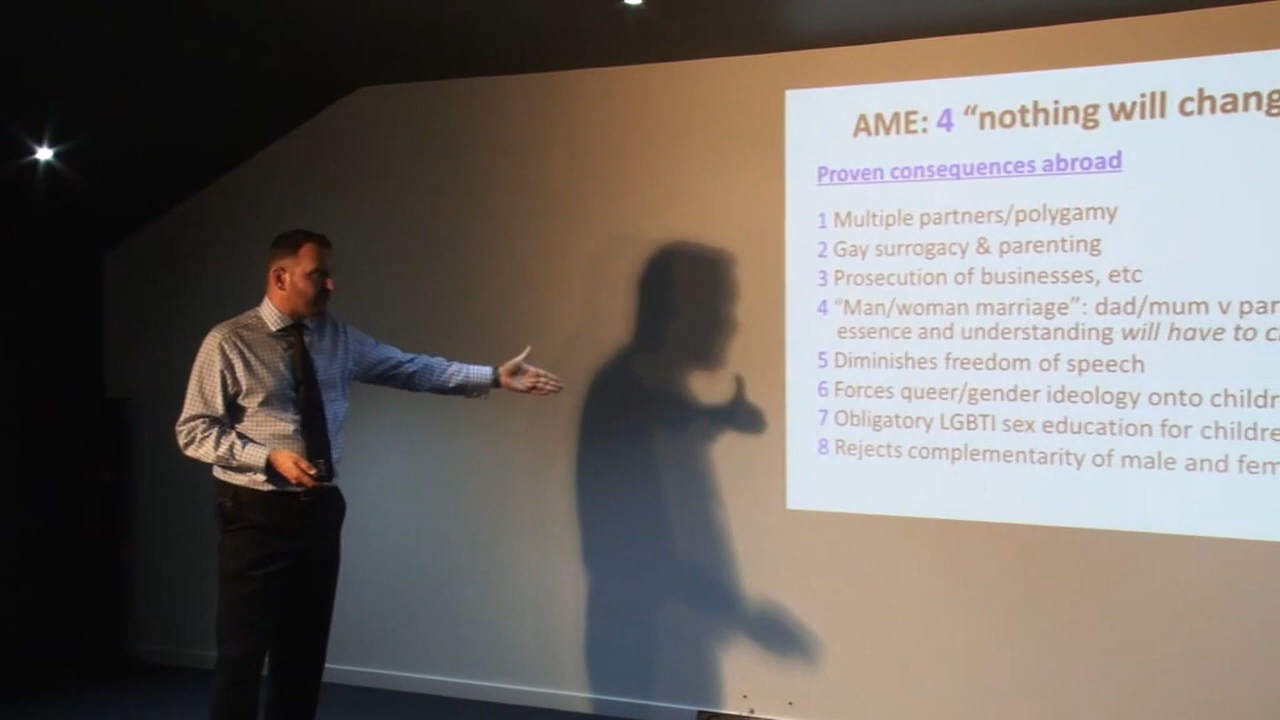 AME: 4 “nothing will chang
Proven consequences abroad
1 Multiple partners/polygamy
2 Gay surrogacy & parenting
3 Prosecution of businesses, etc
4 “Man/woman marriage”: dad/mum v par
essence and understanding will have to c
5 Diminishes freedom of speech
6 Forces queer/gender ideology onto childr
7 Obligatory LGBTI sex education for childre
8 Rejects complementarity of male and fem